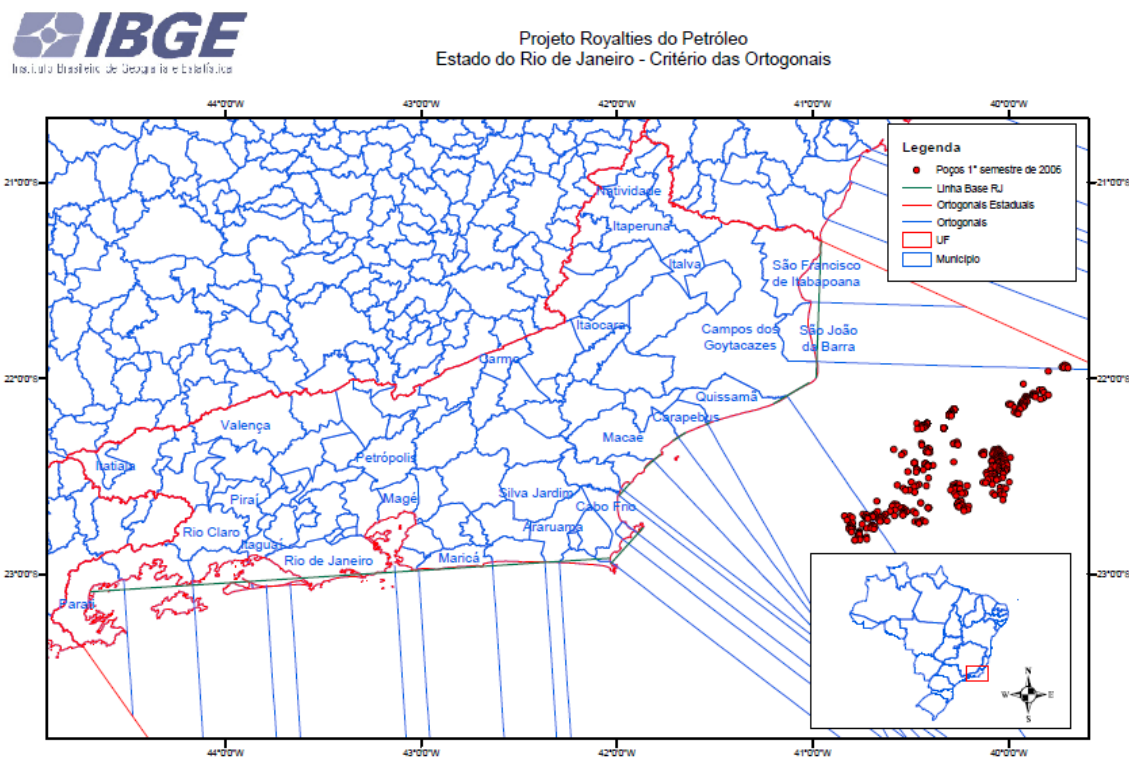 IBGE
Instituto Brasileiro de Geografia e Estatística
Projeto Royalties do Petróleo
Estado do Rio de Janeiro - Critério das Ortogonais
44°0'0"W
43°0'0"W
42°0'0"W
41°0'0"W
40°0'0"W
Legenda
Poços 1° semestre de 2006
Linha Base RJ
Ortogonais Estaduais
Ortogonais
UF
Município
21°0'0"S
21°0'0"S
Natividade
Itaperuna
Italva
São Francisco
de Itabapoana
Itaocara
Campos dos
Goytacazes
São João
da Barra
Carmo
22°0'0"S
22°0'0"S
Quissamã
Carapebus
Valença
Macae
Petrópolis
Itatiaia
Piraí
Magé
Silva Jardim
Cabo Frio
Araruama
Rio Claro
Itaguaí
Rio de Janeiro
Maricá
23°0'0"S
23°0'0"S
Parati
N
W
E
S
44°0'0"W
43°0'0"W
42°0'0"W
41°0'0"W
40°0'0"W